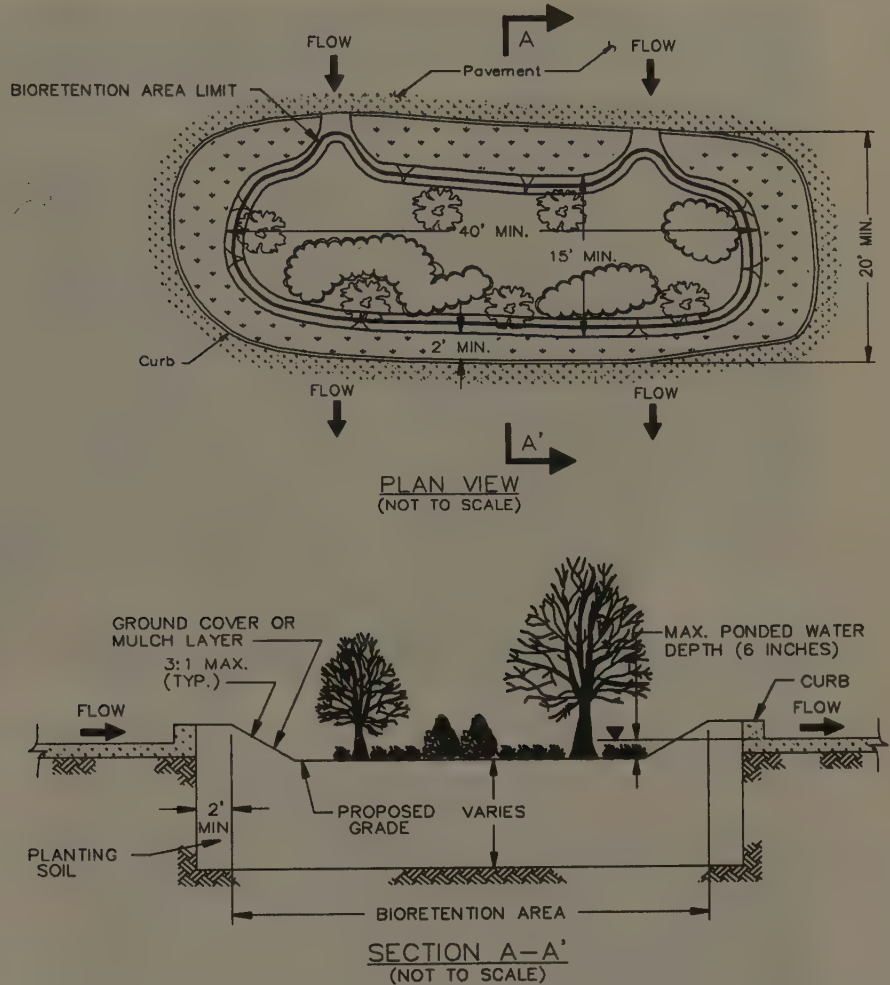 A
FLOW
FLOW
Pavement
BIORETENTION AREA LIMIT
40' MIN.
15' MIN.
20' MIN.
2' MIN.
Curb
FLOW
FLOW
A'
PLAN VIEW
(NOT TO SCALE)
GROUND COVER OR
MULCH LAYER
3:1 MAX.
(TYP.)
MAX. PONDED WATER
DEPTH (6 INCHES)
CURB
FLOW
FLOW
2'
MIN
PROPOSED
GRADE
VARIES
PLANTING
SOIL
BIORETENTION AREA
SECTION A-A'
(NOT TO SCALE)